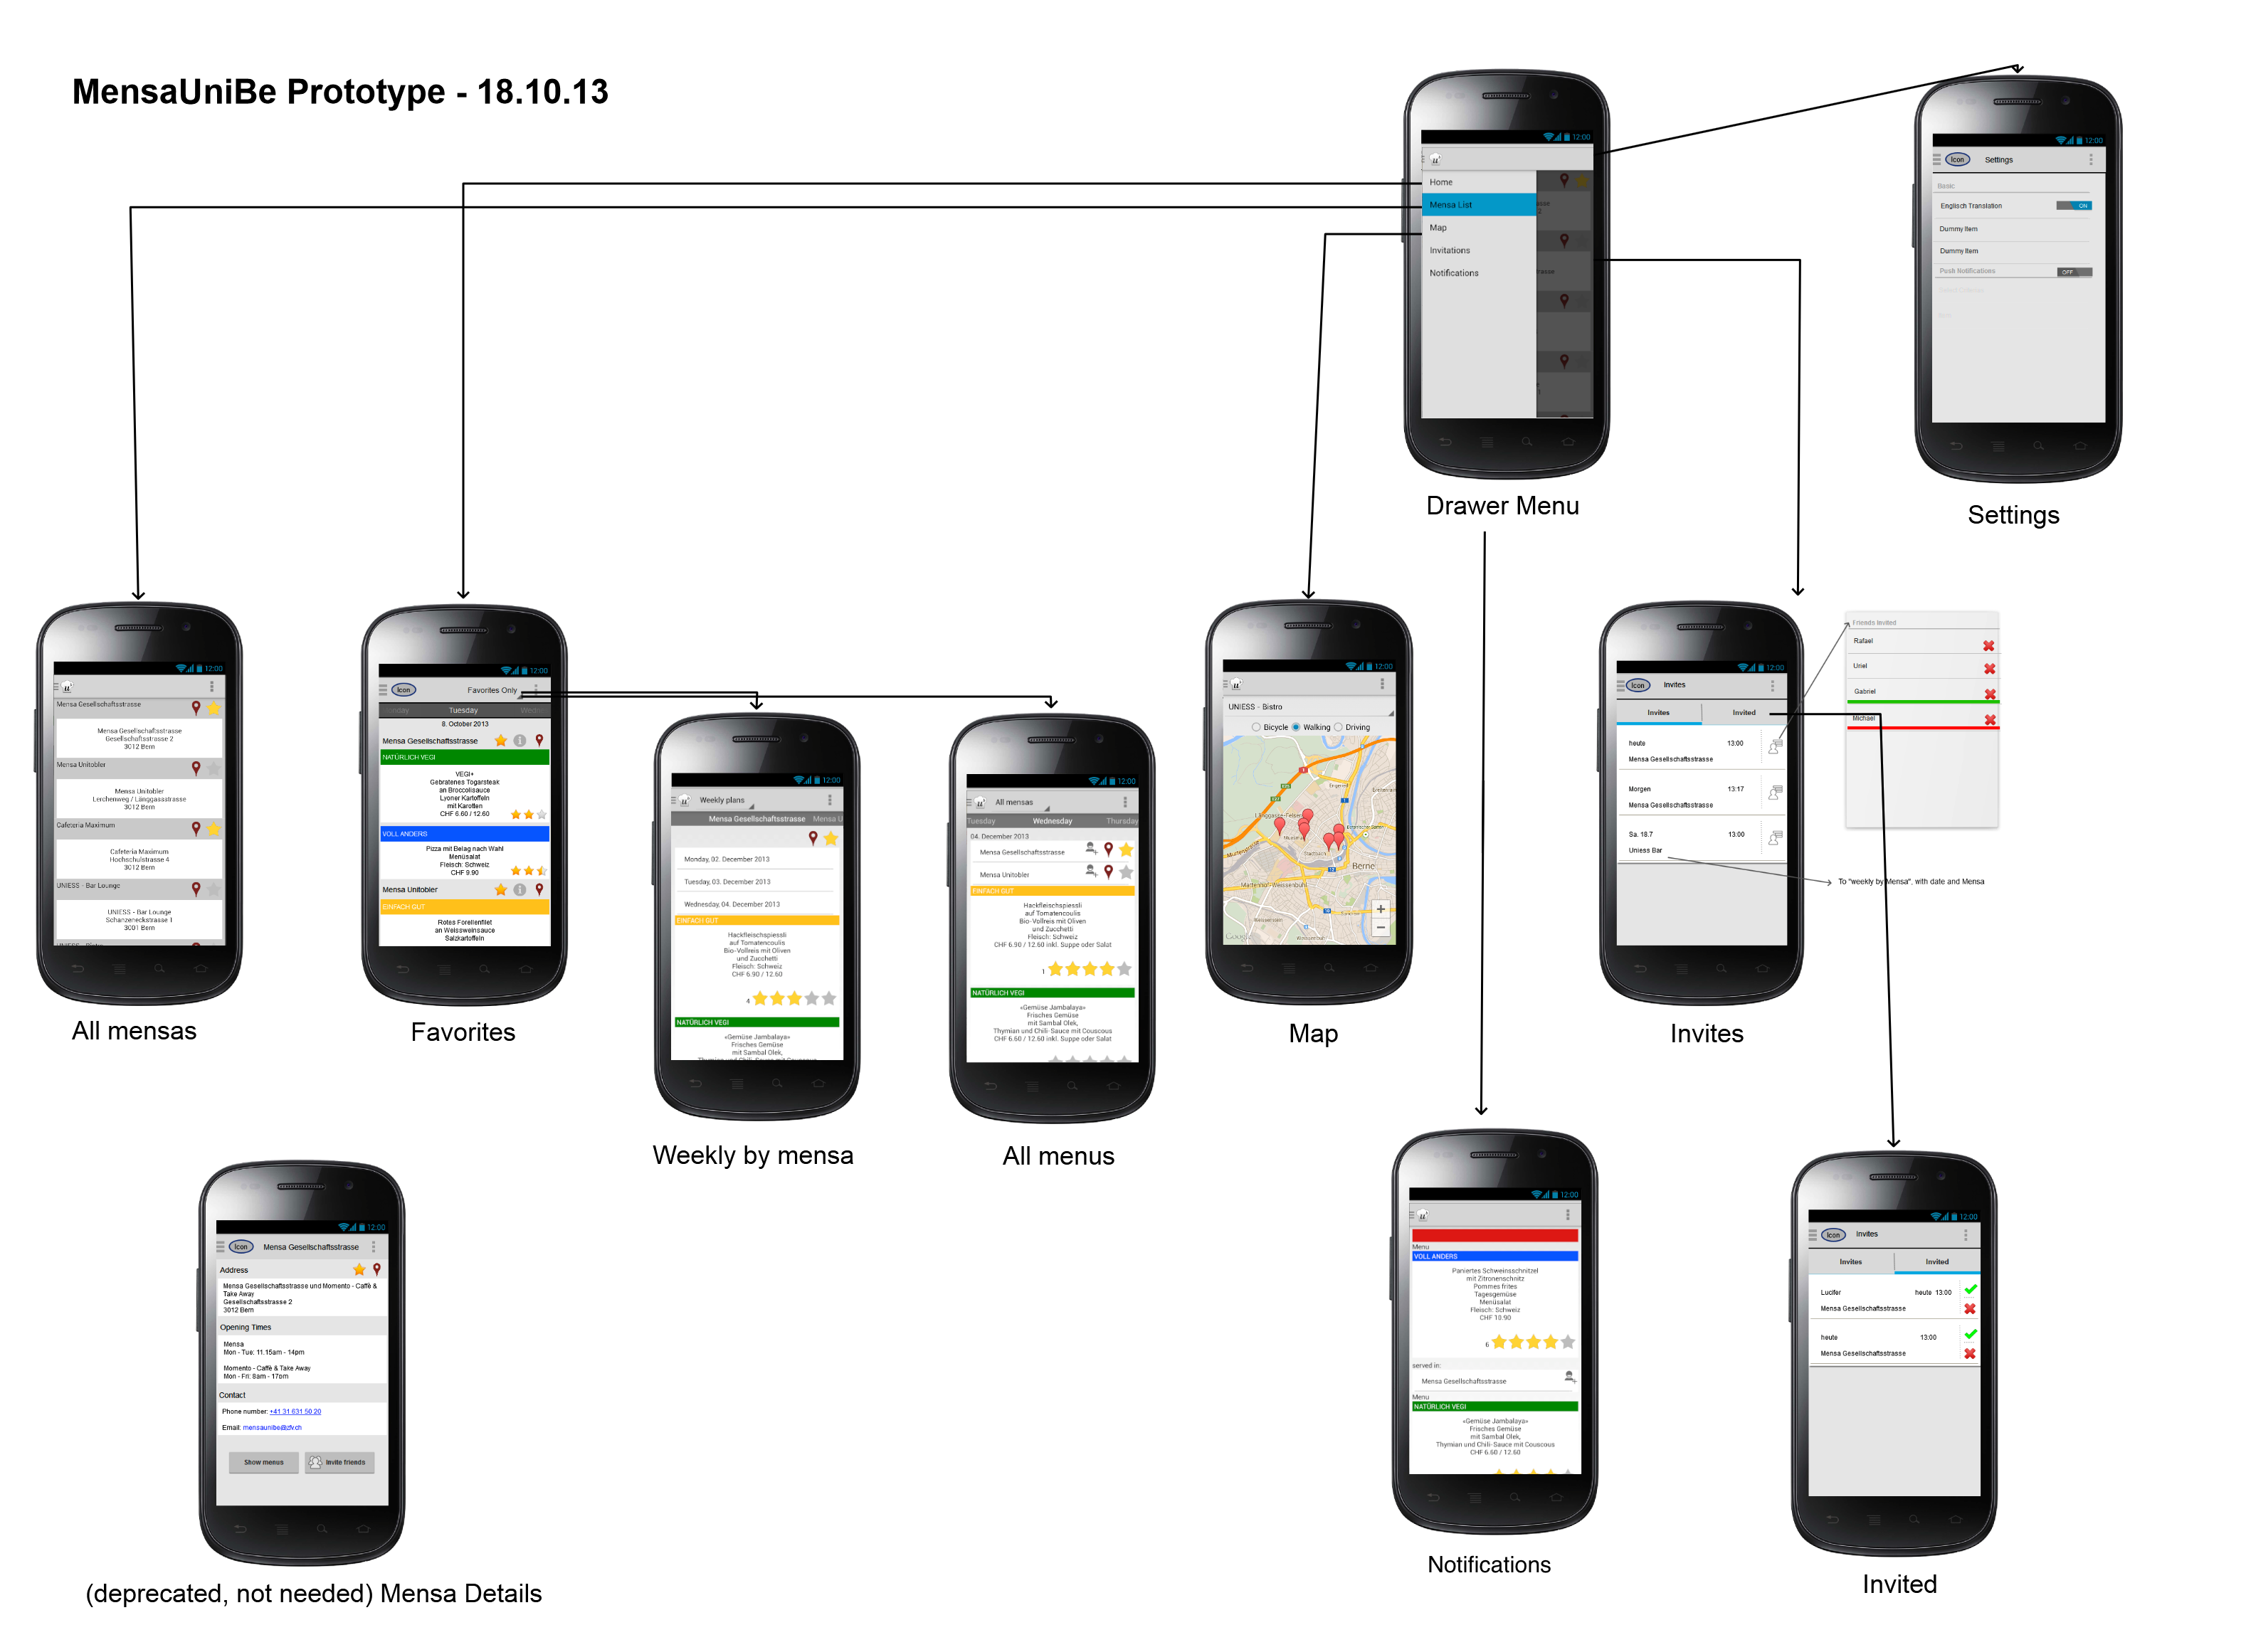 MensaUniBe Prototype - 18.10.13
12:00
Home
Mensa List
Map
Invitations
Notifications
Drawer Menu
12:00
Icon
Settings
Basic
Englisch Translation
ON
Dummy Item
Dummy Item
Push Notifications
OFF
Settings
12:00
Mensa Gesellschaftsstrasse
Mensa Gesellschaftsstrasse
Gesellschaftsstrasse 2
3012 Bern
Mensa Unitobler
Mensa Unitobler
Lerchenweg / Länggassstrasse
3012 Bern
Cafeteria Maximum
Cafeteria Maximum
Hochschulstrasse 4
3012 Bern
UNIESS - Bar Lounge
UNIESS - Bar Lounge
Schanzeneckstrasse 1
3001 Bern
UNIESS - Bistro
All mensas
12:00
Icon
Favorites Only
Tuesday
8. October 2013
Mensa Gesellschaftsstrasse
NATÜRLICH VEGI
VEGI+
Gebratenes Togarsteak
an Broccolisauce
Lyoner Kartoffeln
mit Karotten
CHF 6.60 / 12.60
VOLL ANDERS
Pizza mit Belag nach Wahl
Menüsalat
Fleisch: Schweiz
CHF 9.90
Mensa Unitobler
EINFACH GUT
Rotes Forellenfilet
an Weissweinsauce
Salzkartoffeln
Favorites
12:00
Weekly plans
Mensa Gesellschaftsstrasse Mensa U
Monday, 02. December 2013
Tuesday, 03. December 2013
Wednesday, 04. December 2013
EINFACH GUT
Hackfleischspiessli
auf Tomatencoulis
Bio-Vollreis mit Oliven
und Zucchetti
Fleisch: Schweiz
CHF 6.90 / 12.60
4
NATÜRLICH VEGI
«Gemüse Jambalaya»
Frisches Gemüse
mit Sambal Olek,
Thymian und Chili-Sauce mit Couscous
Weekly by mensa
12:00
All mensas
Tuesday Wednesday Thursday
04. December 2013
Mensa Gesellschaftsstrasse
Mensa Unitobler
EINFACH GUT
Hackfleischspiessli
auf Tomatencoulis
Bio-Vollreis mit Oliven
und Zucchetti
Fleisch: Schweiz
CHF 6.90 / 12.60 inkl. Suppe oder Salat
1
NATÜRLICH VEGI
«Gemüse Jambalaya»
Frisches Gemüse
mit Sambal Olek,
Thymian und Chili-Sauce mit Couscous
CHF 6.60 / 12.60 inkl. Suppe oder Salat
All menus
12:00
UNIESS - Bistro
Bicycle Walking Driving
Länggasse-Felsenau
Stadtbach
Berne
Mattenhof-Weissenbühl
Weissenstein
Google
+
−
Map
12:00
Icon
Invites
Invites Invited
heute 13:00
Mensa Gesellschaftsstrasse
Morgen 13:17
Mensa Gesellschaftsstrasse
Sa. 18.7 13:00
Uniess Bar
Invites
Friends Invited
Rafael
Uriel
Gabriel
Michael
To "weekly by Mensa", with date and Mensa
12:00
Icon
Mensa Gesellschaftsstrasse
Address
Mensa Gesellschaftsstrasse und Momento - Caffè &
Take Away
Gesellschaftsstrasse 2
3012 Bern
Opening Times
Mensa
Mon - Tue: 11.15am - 14pm
Momento - Caffè & Take Away
Mon - Fri: 8am - 17pm
Contact
Phone number: +41 31 631 50 20
Email: mensaunibe@zfv.ch
Show menus
Invite friends
(deprecated, not needed) Mensa Details
12:00
Menu
VOLL ANDERS
Paniertes Schweinsschnitzel
mit Zitronenschnitz
Pommes frites
Tagesgemüse
Menüsalat
Fleisch: Schweiz
CHF 10.90
6
served in:
Mensa Gesellschaftsstrasse
Menu
NATÜRLICH VEGI
«Gemüse Jambalaya»
Frisches Gemüse
mit Sambal Olek,
Thymian und Chili-Sauce mit Couscous
CHF 6.60 / 12.60
Notifications
12:00
Icon
Invites
Invites Invited
Lucifer heute 13:00
Mensa Gesellschaftsstrasse
heute 13:00
Mensa Gesellschaftsstrasse
Invited